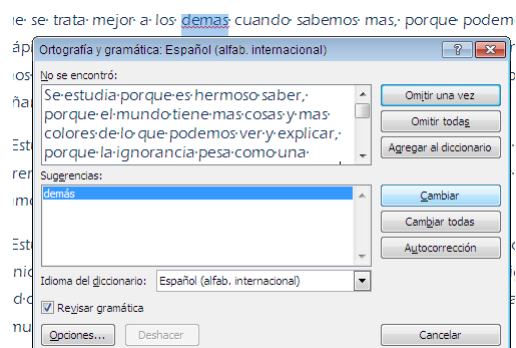 se trata mejor a los demas cuando sabemos mas, porque podem
Ortografía y gramática: Español (alfab. internacional)
No se encontró:
Se estudia porque es hermoso saber,
porque el mundo tiene mas cosas y mas
colores de lo que podemos ver y explicar,
porque la ignorancia pesa como una
Omitir una vez
Omitir todas
Agregar al diccionario
Sugerencias:
demás
Cambiar
Cambiar todas
Autocorrección
Idioma del diccionario: Español (alfab. internacional)
Revisar gramática
Opciones... Deshacer Cancelar